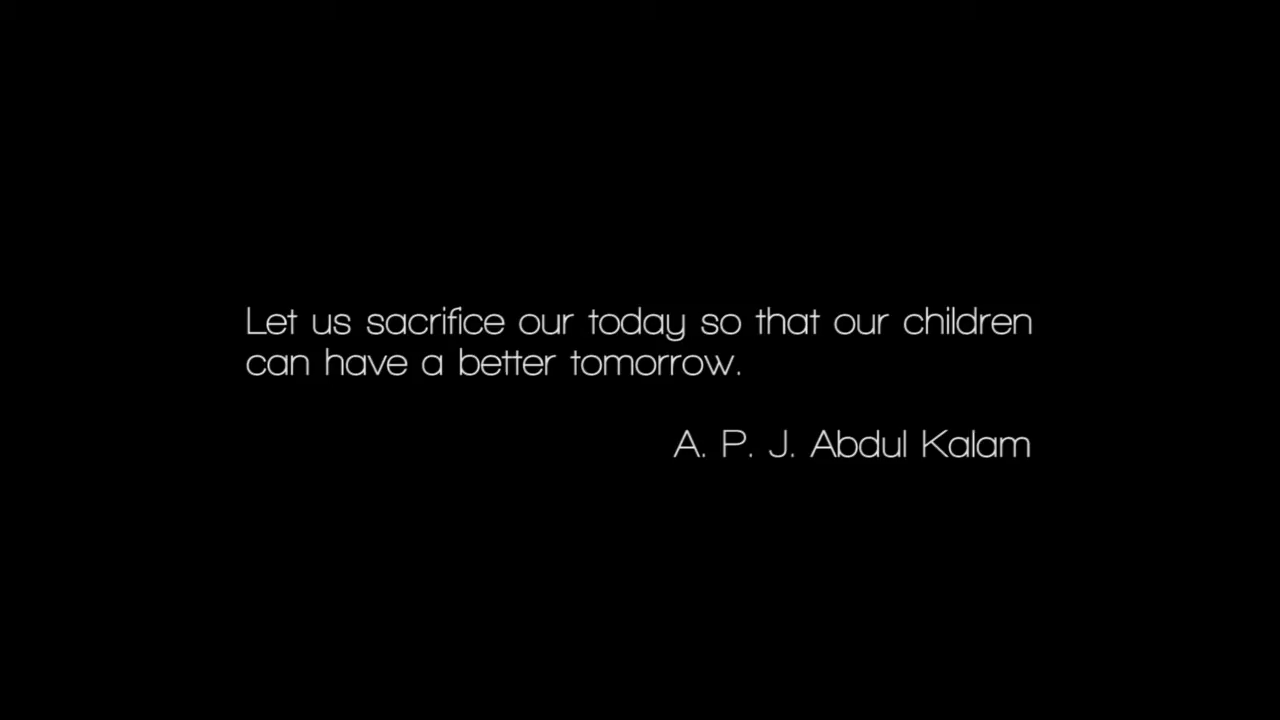 Let us sacrifice our today so that our children
can have a better tomorrow.
A. P. J. Abdul Kalam